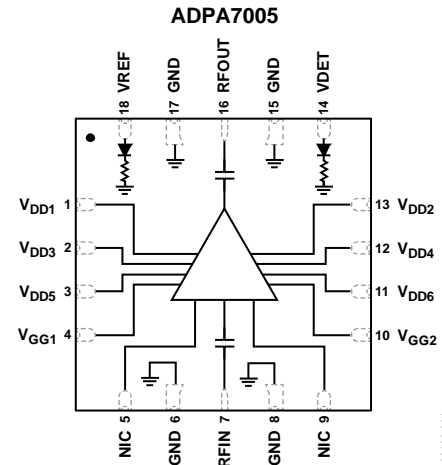 ADPA7005
18 VREF
17 GND
16 RFOUT
15 GND
14 VDET
VDD1 1
VDD3 2
VDD5 3
VGG1 4
13 VDD2
12 VDD4
11 VDD6
10 VGG2
NIC 5
GND 6
RFIN 7
GND 8
NIC 9